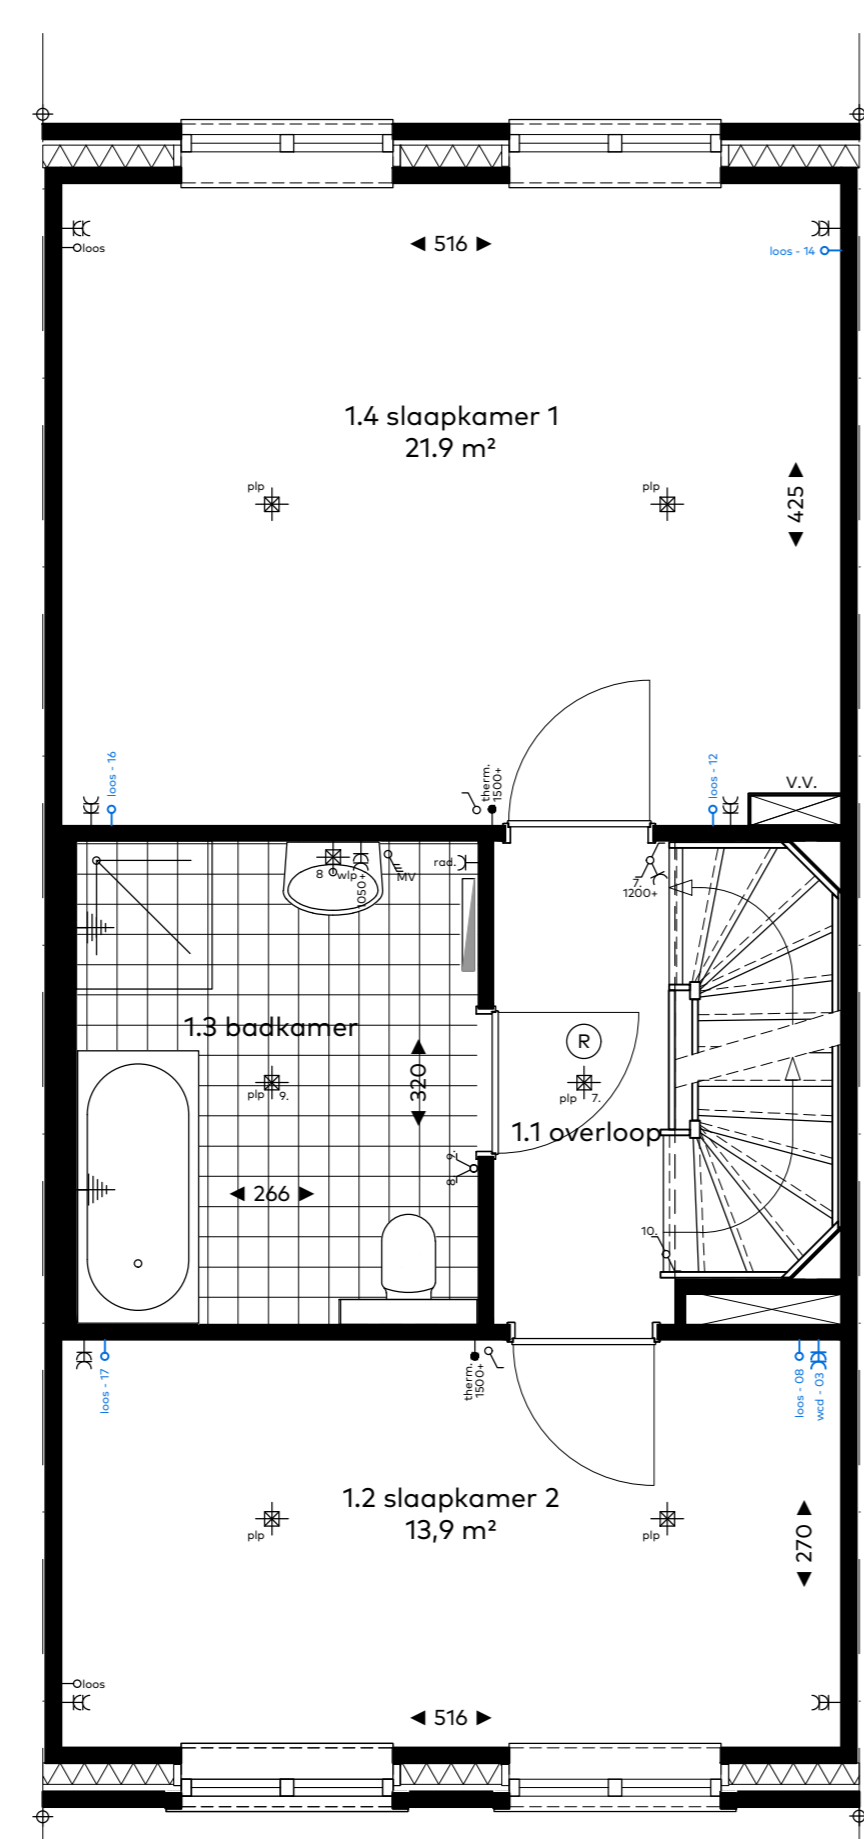 516
loos
loos - 14
1.4 slaapkamer 1
21.9 m²
plp
plp
425
loos - 16
therm.
1500+
loos - 12
V.V.
8
wlp
1050+
MV
rad.
7.
1200+
1.3 badkamer
R
plp
9.
320
plp
7.
1.1 overloop
8.
9.
266
10.
loos - 17
therm.
1500+
loos - 08
wcd - 03
1.2 slaapkamer 2
13,9 m²
plp
plp
270
loos
516